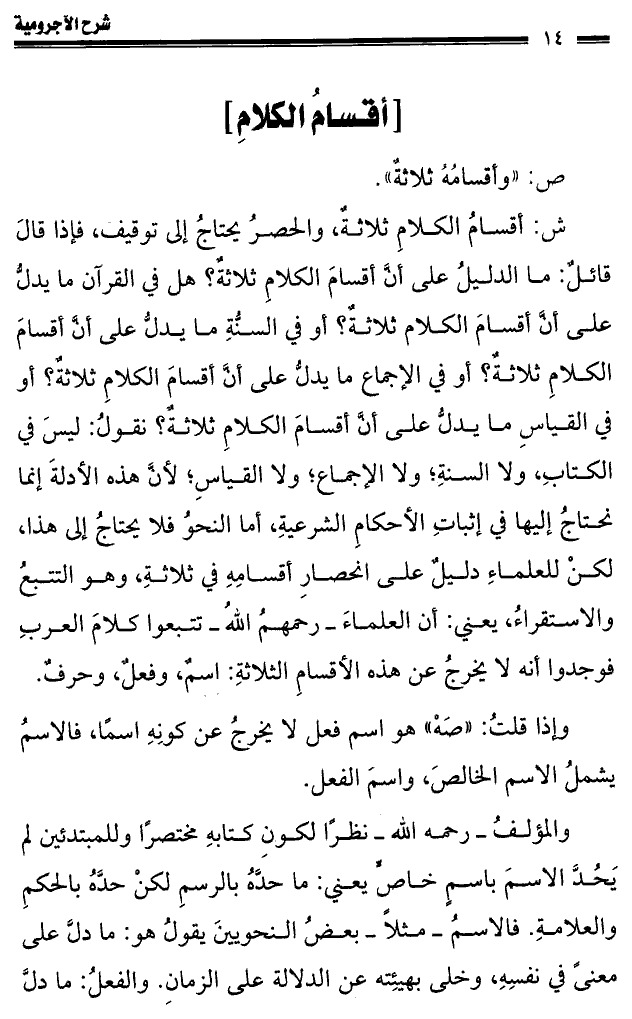 شرح الآجرومية
١٤
[أقسامُ الكلامِ]
ص: «وأقسامُهُ ثلاثةٌ».
ش: أقسامُ الكلامِ ثلاثةٌ، والحصرُ يحتاجُ إلى توقيف، فإذا قالَ
قائلٌ: ما الدليلُ على أنَّ أقسامَ الكلامِ ثلاثةٌ؟ هل في القرآن ما يدلُّ
على أنَّ أقسامَ الكلام ثلاثةٌ؟ أو في السنَّةِ ما يدلُّ على أنَّ أقسامَ
الكلامِ ثلاثةٌ؟ أو في الإجماع ما يدلُّ على أنَّ أقسامَ الكلامِ ثلاثةٌ؟ أو
في القياسِ ما يدلُّ على أنَّ أقسامَ الكلامِ ثلاثةٌ؟ نقولُ: ليسَ في
الكتابِ، ولا السنةِ؛ ولا الإجماع؛ ولا القياسِ؛ لأنَّ هذه الأدلةَ إنما
نحتاجُ إليها في إثباتِ الأحكامِ الشرعيةِ، أما النحوُ فلا يحتاجُ إلى هذا،
لكنْ للعلماءِ دليلٌ على انحصارِ أقسامِهِ في ثلاثةِ، وهو التتبعُ
والاستقراءُ، يعني: أن العلماءَ ـ رحمهمُ اللهُ ـ تتبعوا كلامَ العربِ
فوجدوا أنه لا يخرجُ عن هذه الأقسامِ الثلاثةِ: اسمٌ، وفعلٌ، وحرفٌ.
وإذا قلتُ: «صَهْ» هو اسم فعل لا يخرجُ عن كونِهِ اسمًا، فالاسمُ
يشملُ الاسم الخالصَ، واسمَ الفعل.
والمؤلفُ ـ رحمه الله ـ نظرًا لكونِ كتابهِ مختصرًا وللمبتدئين لم
يَحُدَّ الاسمَ باسمٍ خاصٍّ يعني: ما حدَّهُ بالرسمِ لكنْ حدَّهُ بالحكمِ
والعلامةِ. فالاسمُ ـ مثلاً ـ بعضُ النحويينَ يقولُ هو: ما دلَّ على
معنىً في نفسِهِ، وخلى بهيئِته عن الدلالة على الزمانِ. والفعلُ: ما دلَّ